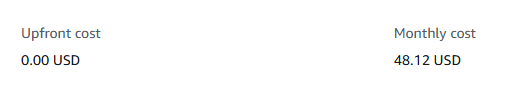 Upfront cost
Monthly cost
0.00 USD
48.12 USD